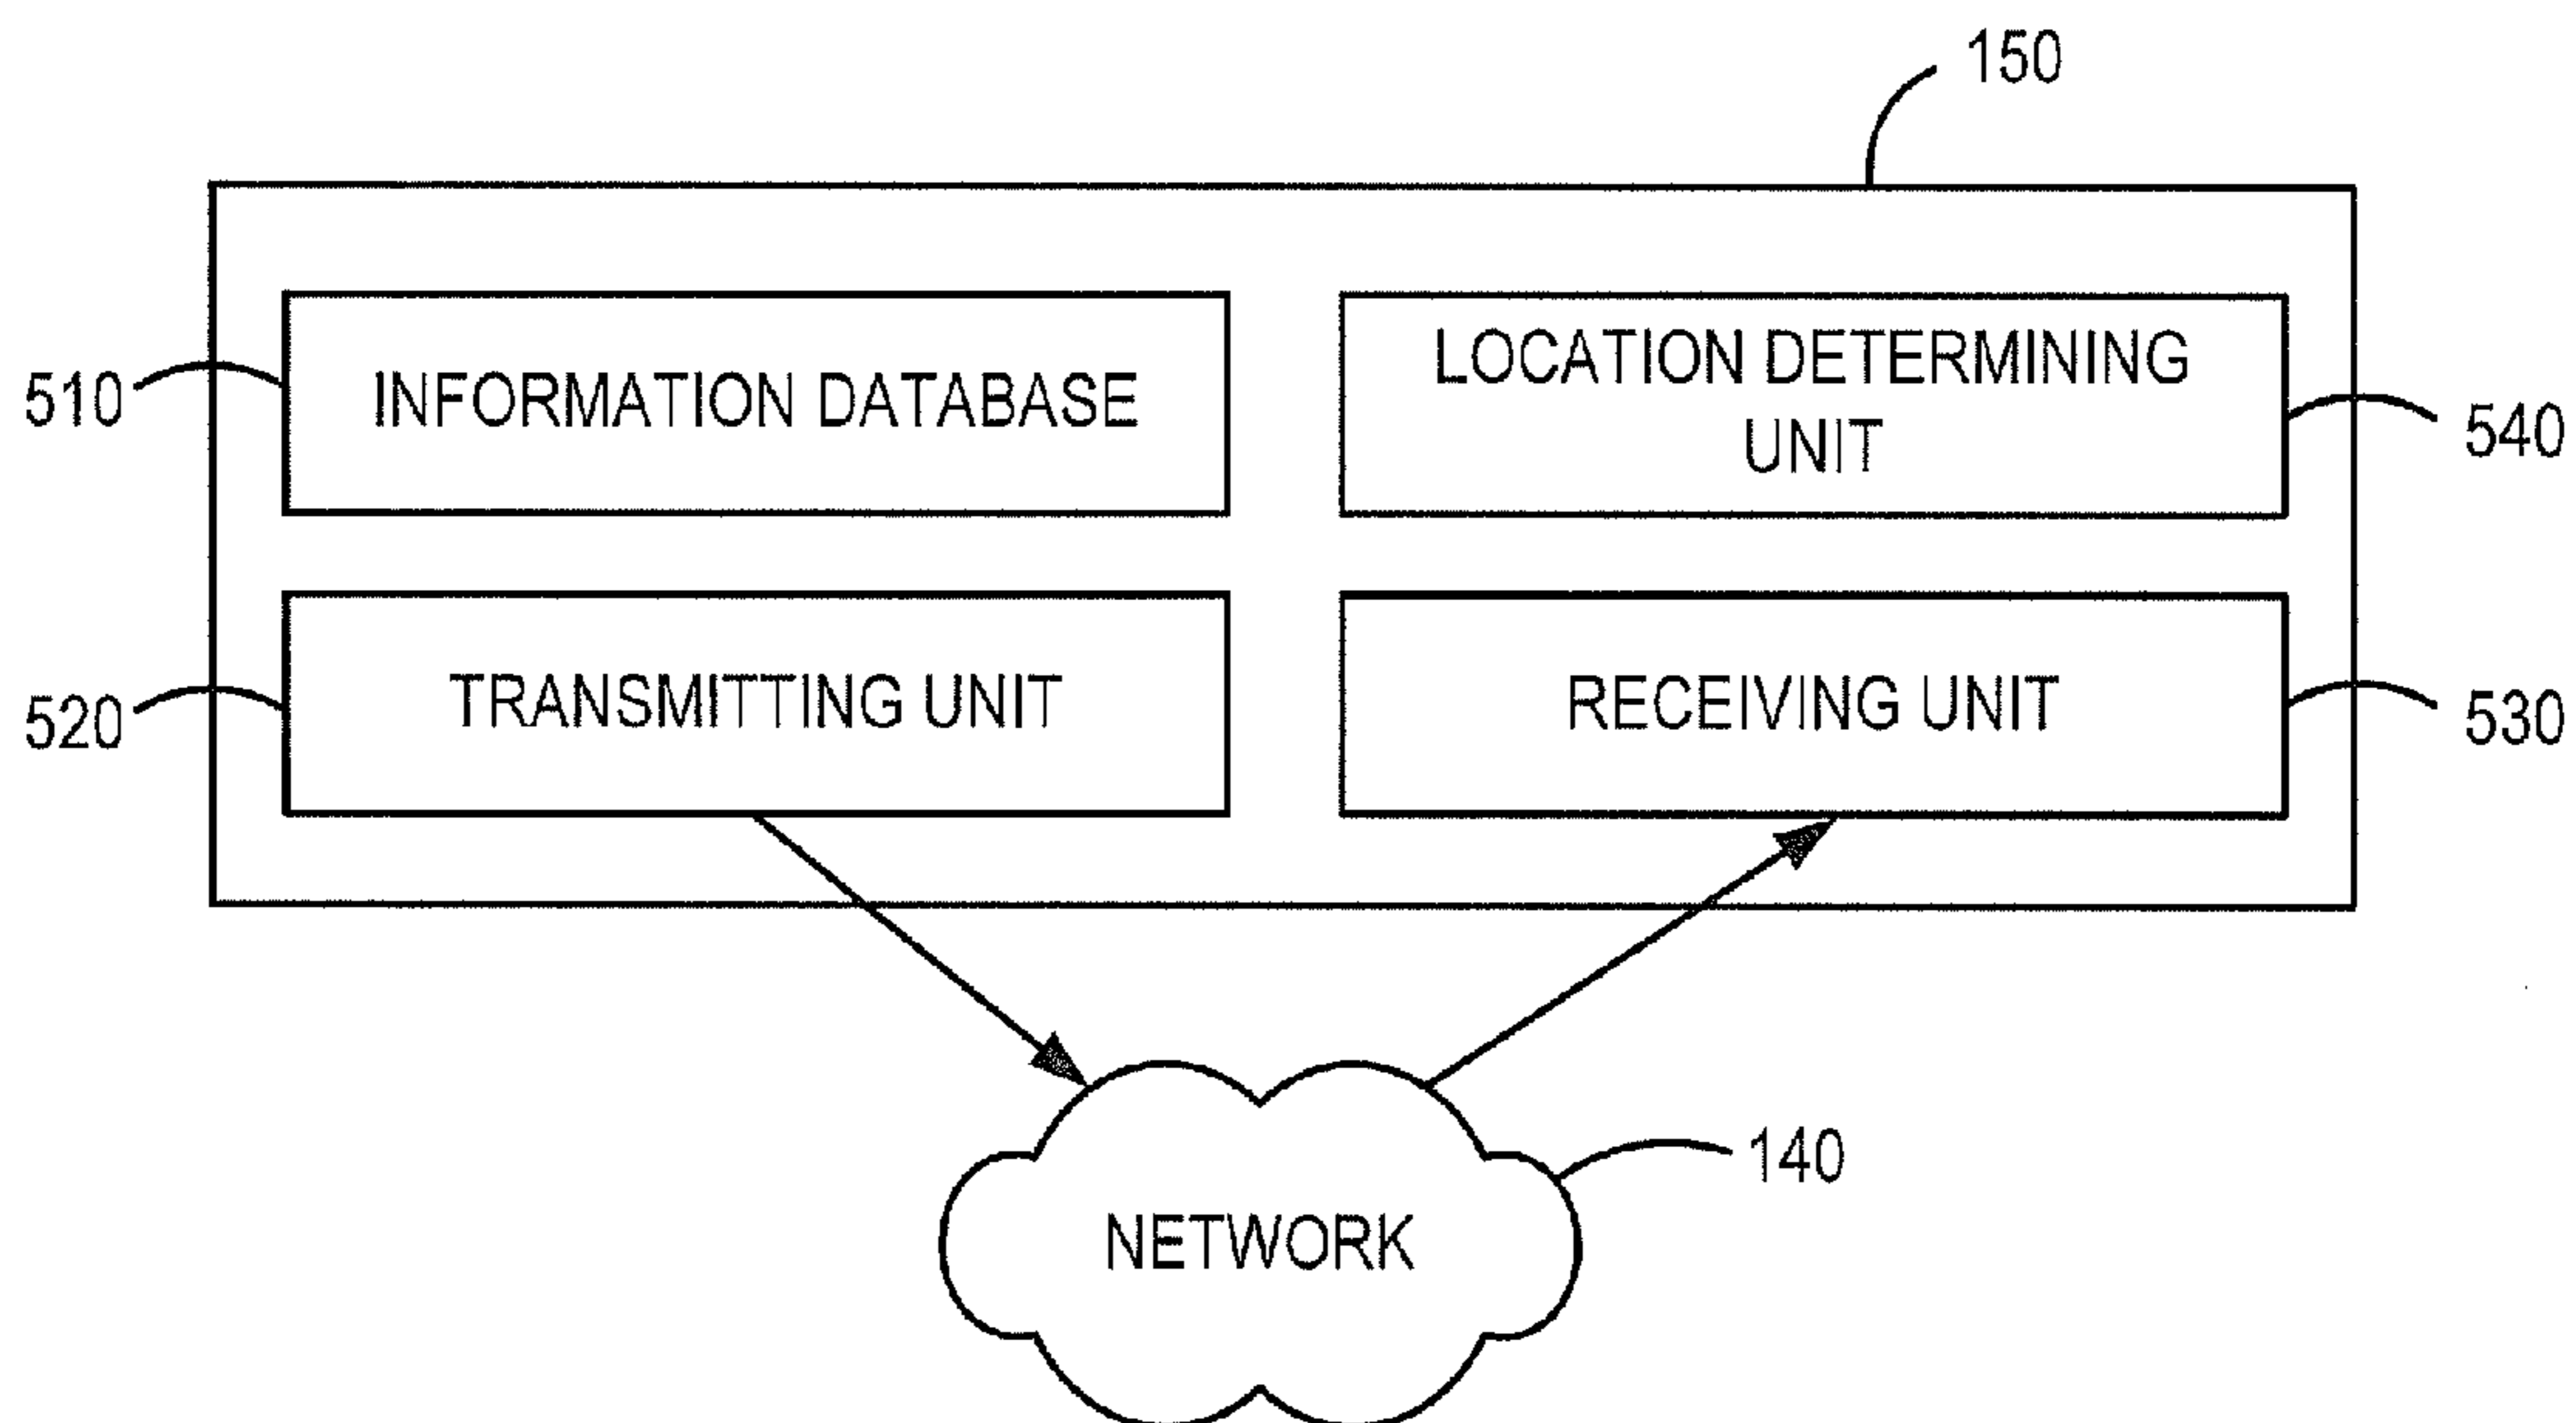 150
510
INFORMATION DATABASE
LOCATION DETERMINING
UNIT
540
520
TRANSMITTING UNIT
RECEIVING UNIT
530
140
NETWORK